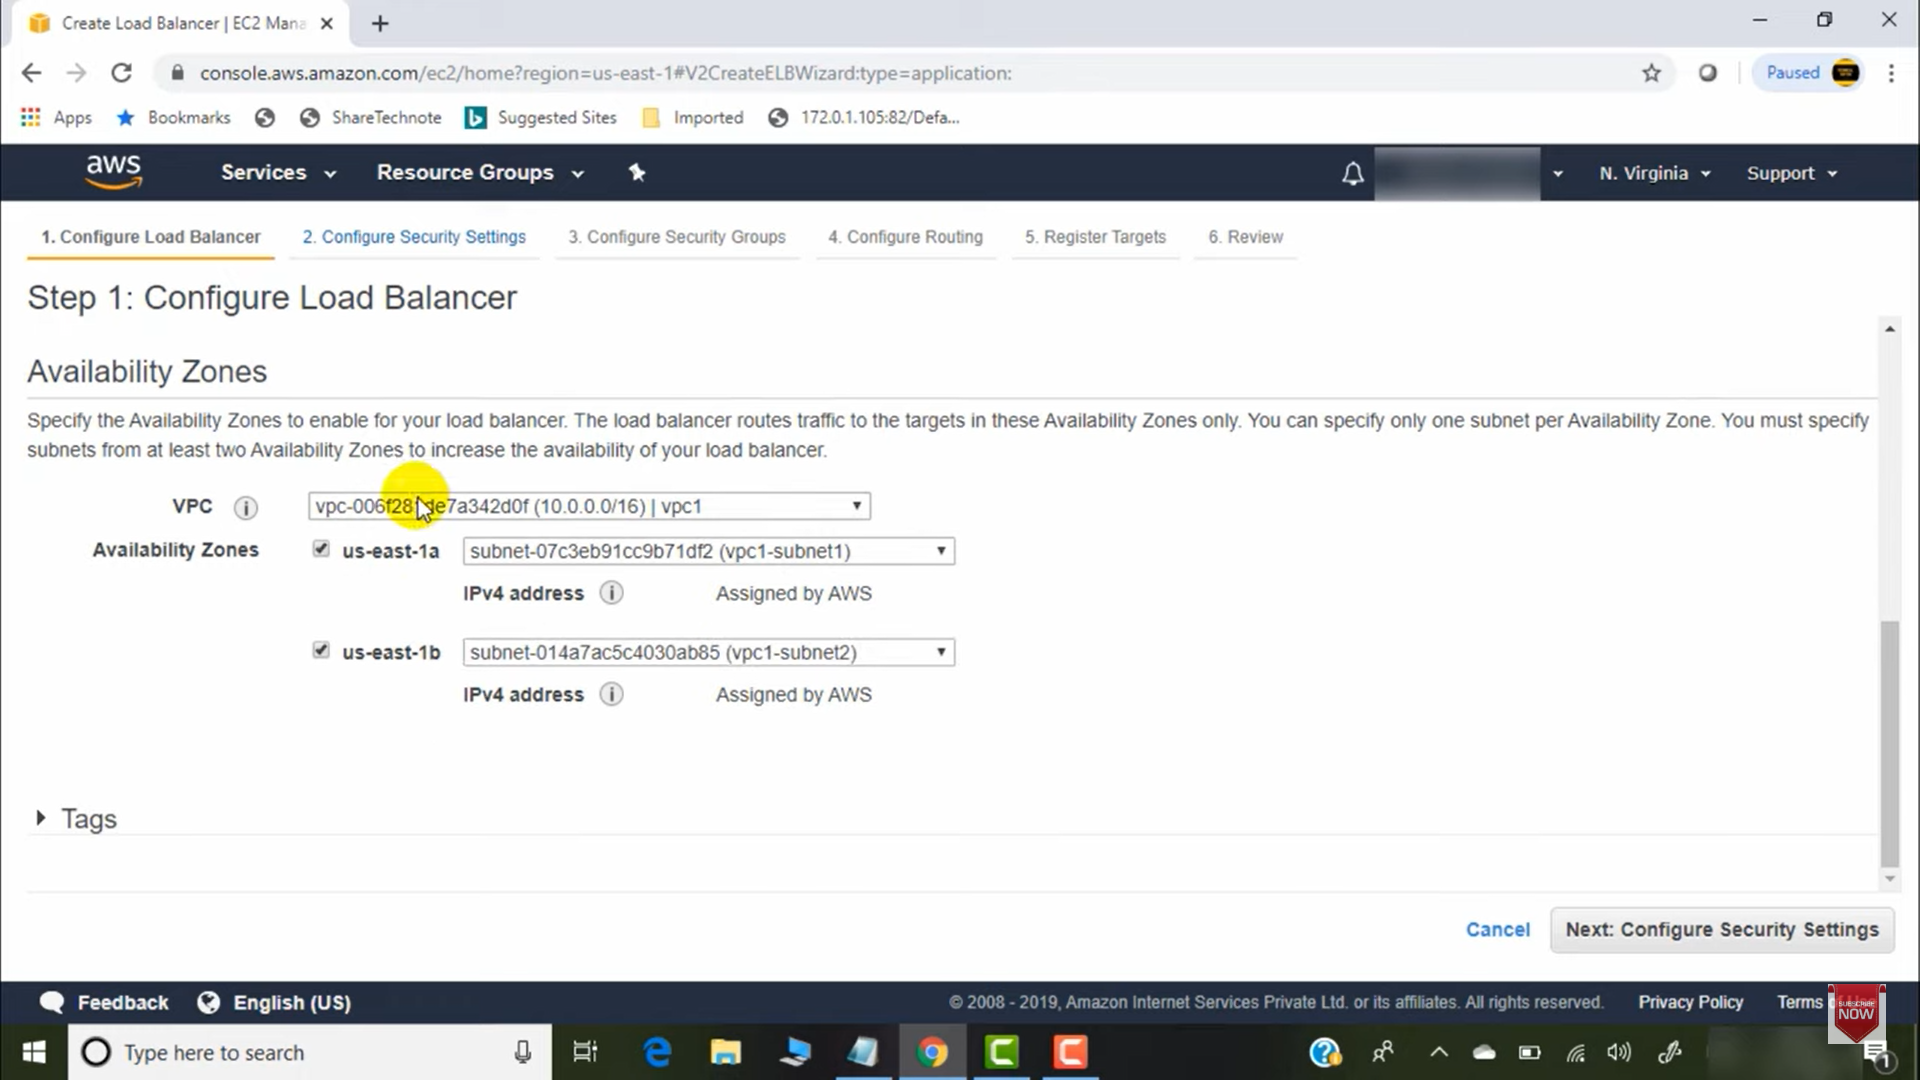 Create Load Balancer | EC2 Mana
console.aws.amazon.com/ec2/home?region=us-east-1#V2CreateELBWizard:type=application:
Paused
Apps Bookmarks ShareTechnote Suggested Sites Imported 172.0.1.105:82/Defa...
aws Services Resource Groups N. Virginia Support
1. Configure Load Balancer 2. Configure Security Settings 3. Configure Security Groups 4. Configure Routing 5. Register Targets 6. Review
Step 1: Configure Load Balancer
Availability Zones
Specify the Availability Zones to enable for your load balancer. The load balancer routes traffic to the targets in these Availability Zones only. You can specify only one subnet per Availability Zone. You must specify
subnets from at least two Availability Zones to increase the availability of your load balancer.
VPC (10.0.0.0/16) | vpc1
Availability Zones us-east-1a subnet-07c3eb91cc9b71df2 (vpc1-subnet1)
IPv4 address Assigned by AWS
us-east-1b subnet-014a7ac5c4030ab85 (vpc1-subnet2)
IPv4 address Assigned by AWS
Tags
Cancel Next: Configure Security Settings
Feedback English (US) © 2008 - 2019, Amazon Internet Services Private Ltd. or its affiliates. All rights reserved. Privacy Policy Terms
SUBSCRIBE
NOW
Type here to search
1